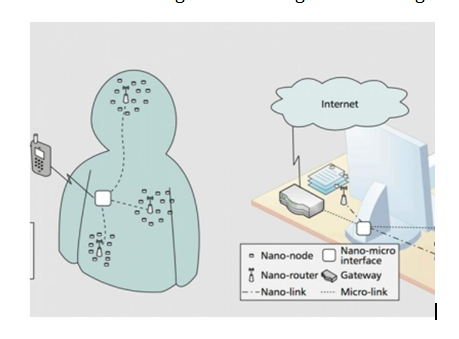 Internet
Nano-node
Nano-micro
interface
Nano-router
Gateway
Nano-link
Micro-link